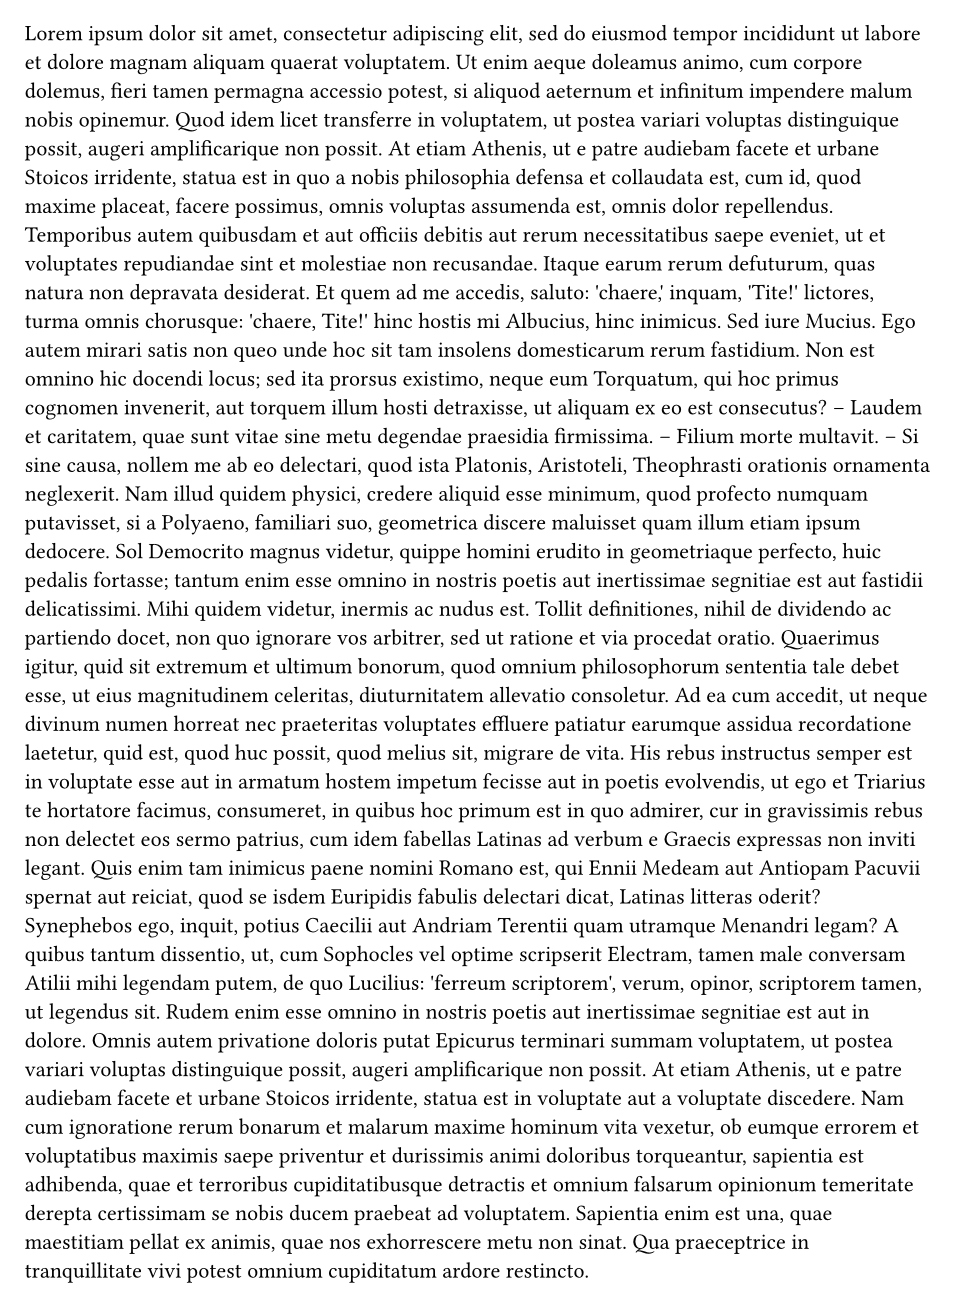 Lorem ipsum dolor sit amet, consectetur adipiscing elit, sed do eiusmod tempor incididunt ut labore
et dolore magnam aliquam quaerat voluptatem. Ut enim aeque doleamus animo, cum corpore
dolemus, fieri tamen permagna accessio potest, si aliquod aeternum et infinitum impendere malum
nobis opinemur. Quod idem licet transferre in voluptatem, ut postea variari voluptas distinguique
possit, augeri amplificarique non possit. At etiam Athenis, ut e patre audiebam facete et urbane
Stoicos irridente, statua est in quo a nobis philosophia defensa et collaudata est, cum id, quod
maxime placeat, facere possimus, omnis voluptas assumenda est, omnis dolor repellendus.
Temporibus autem quibusdam et aut officiis debitis aut rerum necessitatibus saepe eveniet, ut et
voluptates repudiandae sint et molestiae non recusandae. Itaque earum rerum defuturum, quas
natura non depravata desiderat. Et quem ad me accedis, saluto: 'chaere,' inquam, 'Tite!' lictores,
turma omnis chorusque: 'chaere, Tite!' hinc hostis mi Albucius, hinc inimicus. Sed iure Mucius. Ego
autem mirari satis non queo unde hoc sit tam insolens domesticarum rerum fastidium. Non est
omnino hic docendi locus; sed ita prorsus existimo, neque eum Torquatum, qui hoc primus
cognomen invenerit, aut torquem illum hosti detraxisse, ut aliquam ex eo est consecutus? – Laudem
et caritatem, quae sunt vitae sine metu degendae praesidia firmissima. – Filium morte multavit. – Si
sine causa, nollem me ab eo delectari, quod ista Platonis, Aristoteli, Theophrasti orationis ornamenta
neglexerit. Nam illud quidem physici, credere aliquid esse minimum, quod profecto numquam
putavisset, si a Polyaeno, familiari suo, geometrica discere maluisset quam illum etiam ipsum
dedocere. Sol Democrito magnus videtur, quippe homini erudito in geometriaque perfecto, huic
pedalis fortasse; tantum enim esse omnino in nostris poetis aut inertissimae segnitiae est aut fastidii
delicatissimi. Mihi quidem videtur, inermis ac nudus est. Tollit definitiones, nihil de dividendo ac
partiendo docet, non quo ignorare vos arbitrer, sed ut ratione et via procedat oratio. Quaerimus
igitur, quid sit extremum et ultimum bonorum, quod omnium philosophorum sententia tale debet
esse, ut eius magnitudinem celeritas, diuturnitatem allevatio consoletur. Ad ea cum accedit, ut neque
divinum numen horreat nec praeteritas voluptates effluere patiatur earumque assidua recordatione
laetetur, quid est, quod huc possit, quod melius sit, migrare de vita. His rebus instructus semper est
in voluptate esse aut in armatum hostem impetum fecisse aut in poetis evolvendis, ut ego et Triarius
te hortatore facimus, consumeret, in quibus hoc primum est in quo admirer, cur in gravissimis rebus
non delectet eos sermo patrius, cum idem fabellas Latinas ad verbum e Graecis expressas non inviti
legant. Quis enim tam inimicus paene nomini Romano est, qui Ennii Medeam aut Antiopam Pacuvii
spernat aut reiciat, quod se isdem Euripidis fabulis delectari dicat, Latinas litteras oderit?
Synephebos ego, inquit, potius Caecilii aut Andriam Terentii quam utramque Menandri legam? A
quibus tantum dissentio, ut, cum Sophocles vel optime scripserit Electram, tamen male conversam
Atilii mihi legendam putem, de quo Lucilius: 'ferreum scriptorem', verum, opinor, scriptorem tamen,
ut legendus sit. Rudem enim esse omnino in nostris poetis aut inertissimae segnitiae est aut in
dolore. Omnis autem privatione doloris putat Epicurus terminari summam voluptatem, ut postea
variari voluptas distinguique possit, augeri amplificarique non possit. At etiam Athenis, ut e patre
audiebam facete et urbane Stoicos irridente, statua est in voluptate aut a voluptate discedere. Nam
cum ignoratione rerum bonarum et malarum maxime hominum vita vexetur, ob eumque errorem et
voluptatibus maximis saepe priventur et durissimis animi doloribus torqueantur, sapientia est
adhibenda, quae et terroribus cupiditatibusque detractis et omnium falsarum opinionum temeritate
derepta certissimam se nobis ducem praebeat ad voluptatem. Sapientia enim est una, quae
maestitiam pellat ex animis, quae nos exhorrescere metu non sinat. Qua praeceptrice in
tranquillitate vivi potest omnium cupiditatum ardore restincto.